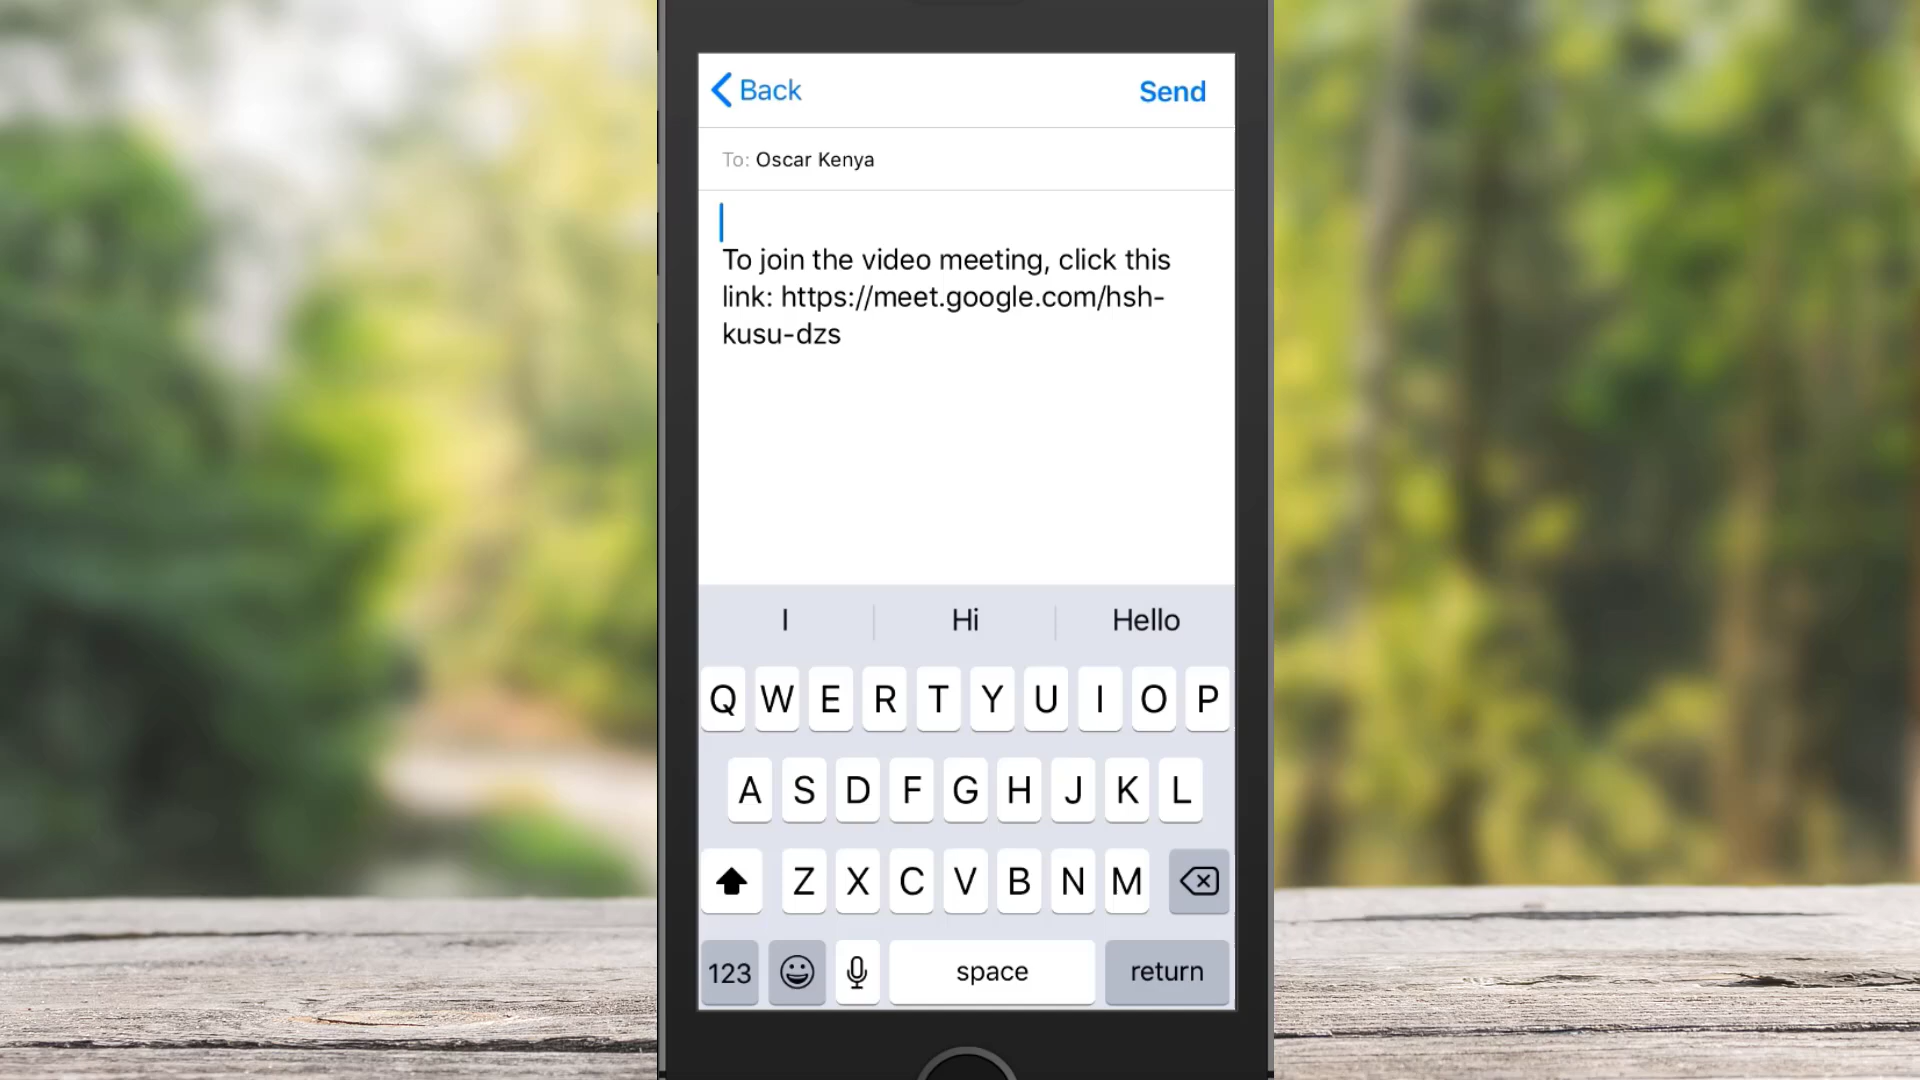 Back Send
To: Oscar Kenya
To join the video meeting, click this
link: https://meet.google.com/hsh-
kusu-dzs
I Hi Hello
Q W E R T Y U I O P
A S D F G H J K L
Z X C V B N M
123 space return